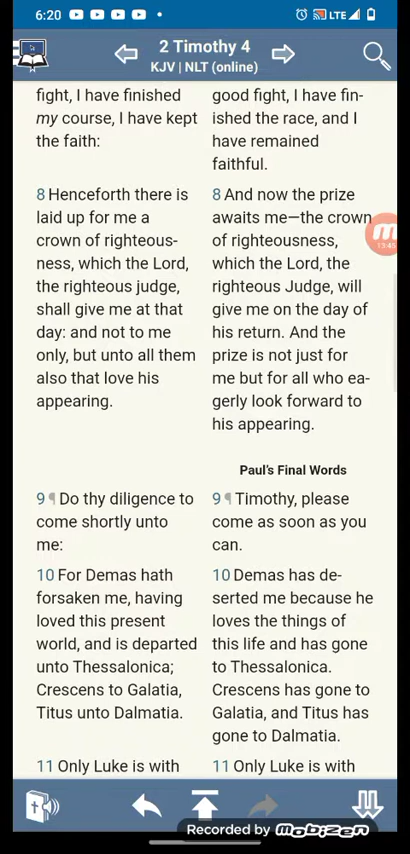 6:20
LTE
2 Timothy 4
KJV | NLT (online)
fight, I have finished
my course, I have kept
the faith:
8 Henceforth there is
laid up for me a
crown of righteous-
ness, which the Lord,
the righteous judge,
shall give me at that
day: and not to me
only, but unto all them
also that love his
appearing.
9 ¶ Do thy diligence to
come shortly unto
me:
10 For Demas hath
forsaken me, having
loved this present
world, and is departed
unto Thessalonica;
Crescens to Galatia,
Titus unto Dalmatia.
11 Only Luke is with
good fight, I have fin-
ished the race, and I
have remained
faithful.
8 And now the prize
awaits me—the crown
of righteousness,
which the Lord, the
righteous Judge, will
give me on the day of
his return. And the
prize is not just for
me but for all who ea-
gerly look forward to
his appearing.
Paul's Final Words
9 ¶ Timothy, please
come as soon as you
can.
10 Demas has de-
serted me because he
loves the things of
this life and has gone
to Thessalonica.
Crescens has gone to
Galatia, and Titus has
gone to Dalmatia.
11 Only Luke is with
m
13:45
Recorded by mobizen